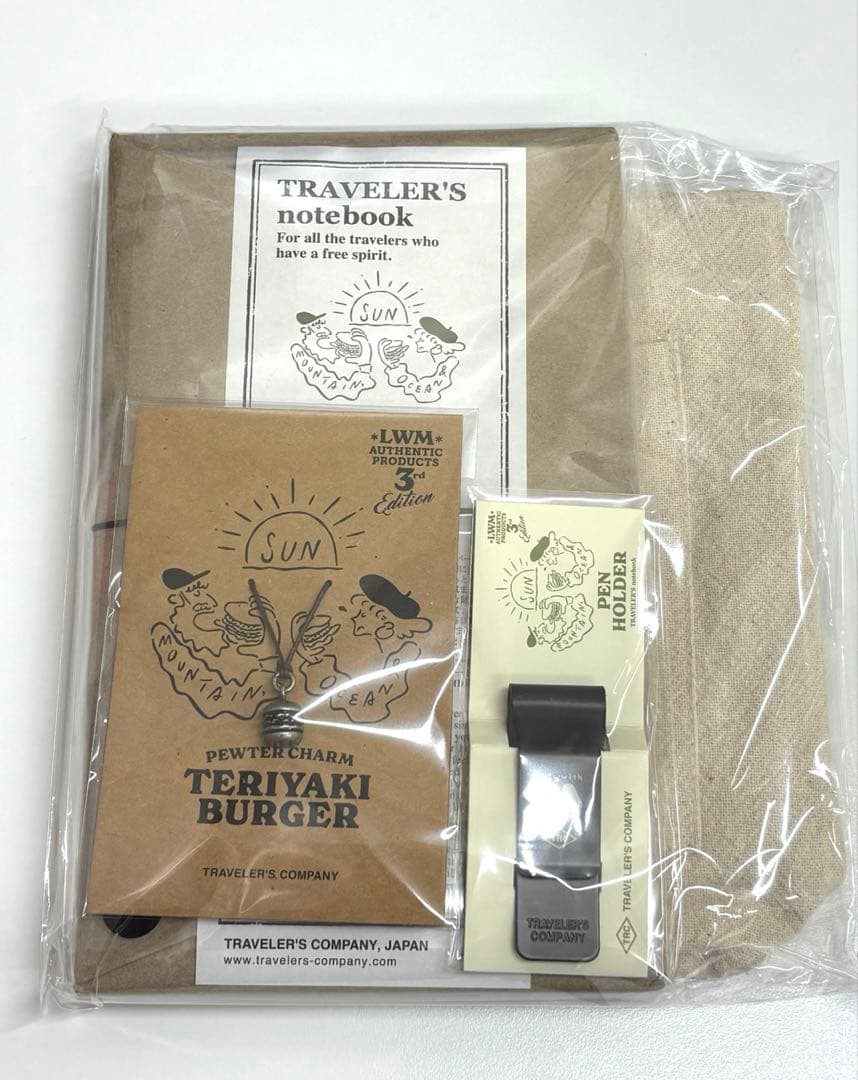 TRAVELER'S
notebook
For all the travelers who
have a free spirit.
SUN
MOUNTAIN
&
OCEAN
*LWM*
AUTHENTIC
PRODUCTS
3rd
Edition
SUN
MOUNTAIN
&
OCEAN
PEWTER CHARM
TERIYAKI
BURGER
TRAVELER'S COMPANY
*LWM*
AUTHENTIC
PRODUCTS
3rd
Edition
SUN
MOUNTAIN
&
OCEAN
PEN
HOLDER
TRAVELER'S notebook
TRAVELER'S
COMPANY
TRC
TRAVELER'S COMPANY
TRAVELER'S COMPANY, JAPAN
www.travelers-company.com